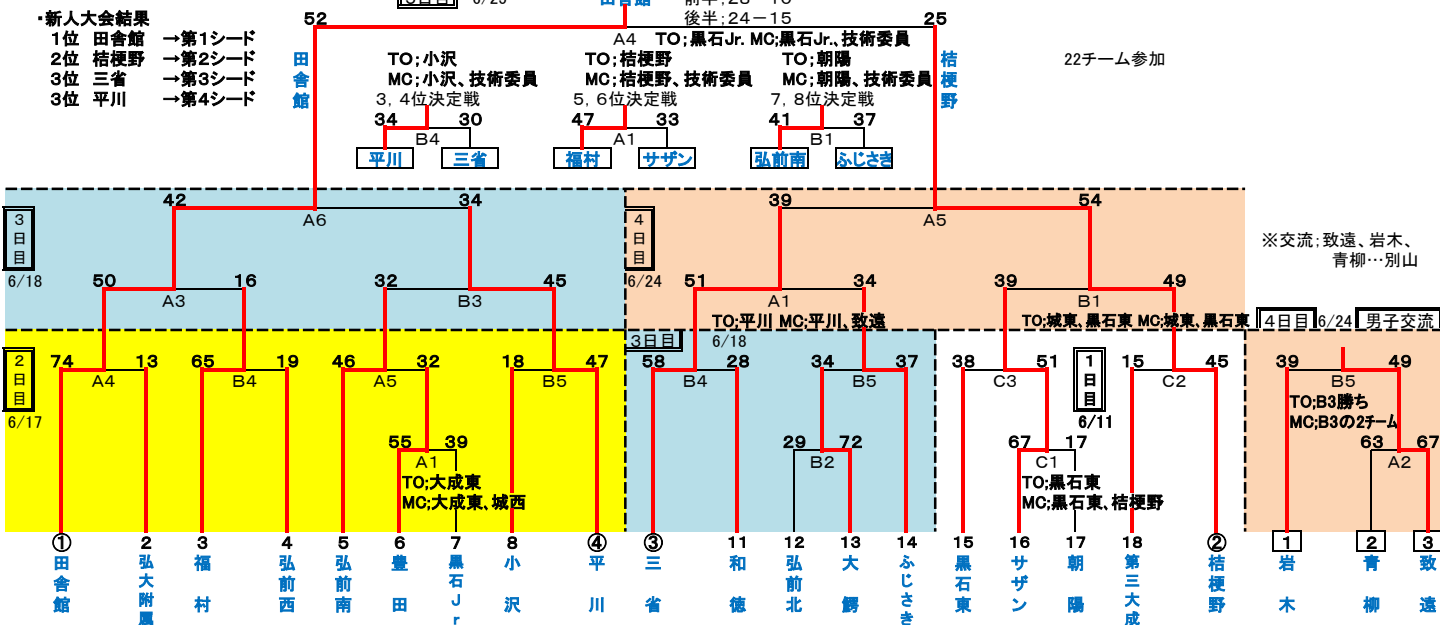 ・新人大会結果
1位 田舎館 →第1シード
2位 桔梗野 →第2シード
3位 三省 →第3シード
3位 平川 →第4シード
6/25
田舎館
後半;24－15
52
25
A4 TO;黒石Jr. MC;黒石Jr.、技術委員
田舎館
桔梗野
22チーム参加
TO;小沢
MC;小沢、技術委員
3，4位決定戦
34 30
B4
平川 三省
TO;桔梗野
MC;桔梗野、技術委員
5，6位決定戦
47 33
A1
福村 サザン
TO;朝陽
MC;朝陽、技術委員
7，8位決定戦
41 37
B1
弘前南 ふじさき
3日目
6/18
42 34
A6
4日目
6/24
39 54
A5
※交流;致遠、岩木、
青柳…別山
50 16
A3
32 45
B3
51 34
A1
TO;平川 MC;平川、致遠
39 49
B1
TO;城東、黒石東 MC;城東、黒石東
4日目 6/24 男子交流
2日目
6/17
74 13
A4
65 19
B4
46 32
A5
18 47
B5
3日目 6/18
58 28
B4
34 37
B5
38 51
C3
1日目
6/11
15 45
C2
39 49
B5
TO;B3勝ち
MC;B3の2チーム
55 39
A1
TO;大成東
MC;大成東、城西
29 72
B2
67 17
C1
TO;黒石東
MC;黒石東、桔梗野
63 67
A2
① 2 3 4 5 6 7 8 ④ ③ 11 12 13 14 15 16 17 18 ② 1 2 3
田舎館
弘大附属
福村
弘前西
弘前南
豊田
黒石Jr
小沢
平川
三省
和徳
弘前北
大鰐
ふじさき
黒石東
サザン
朝陽
第三大成
桔梗野
岩木
青柳
致遠